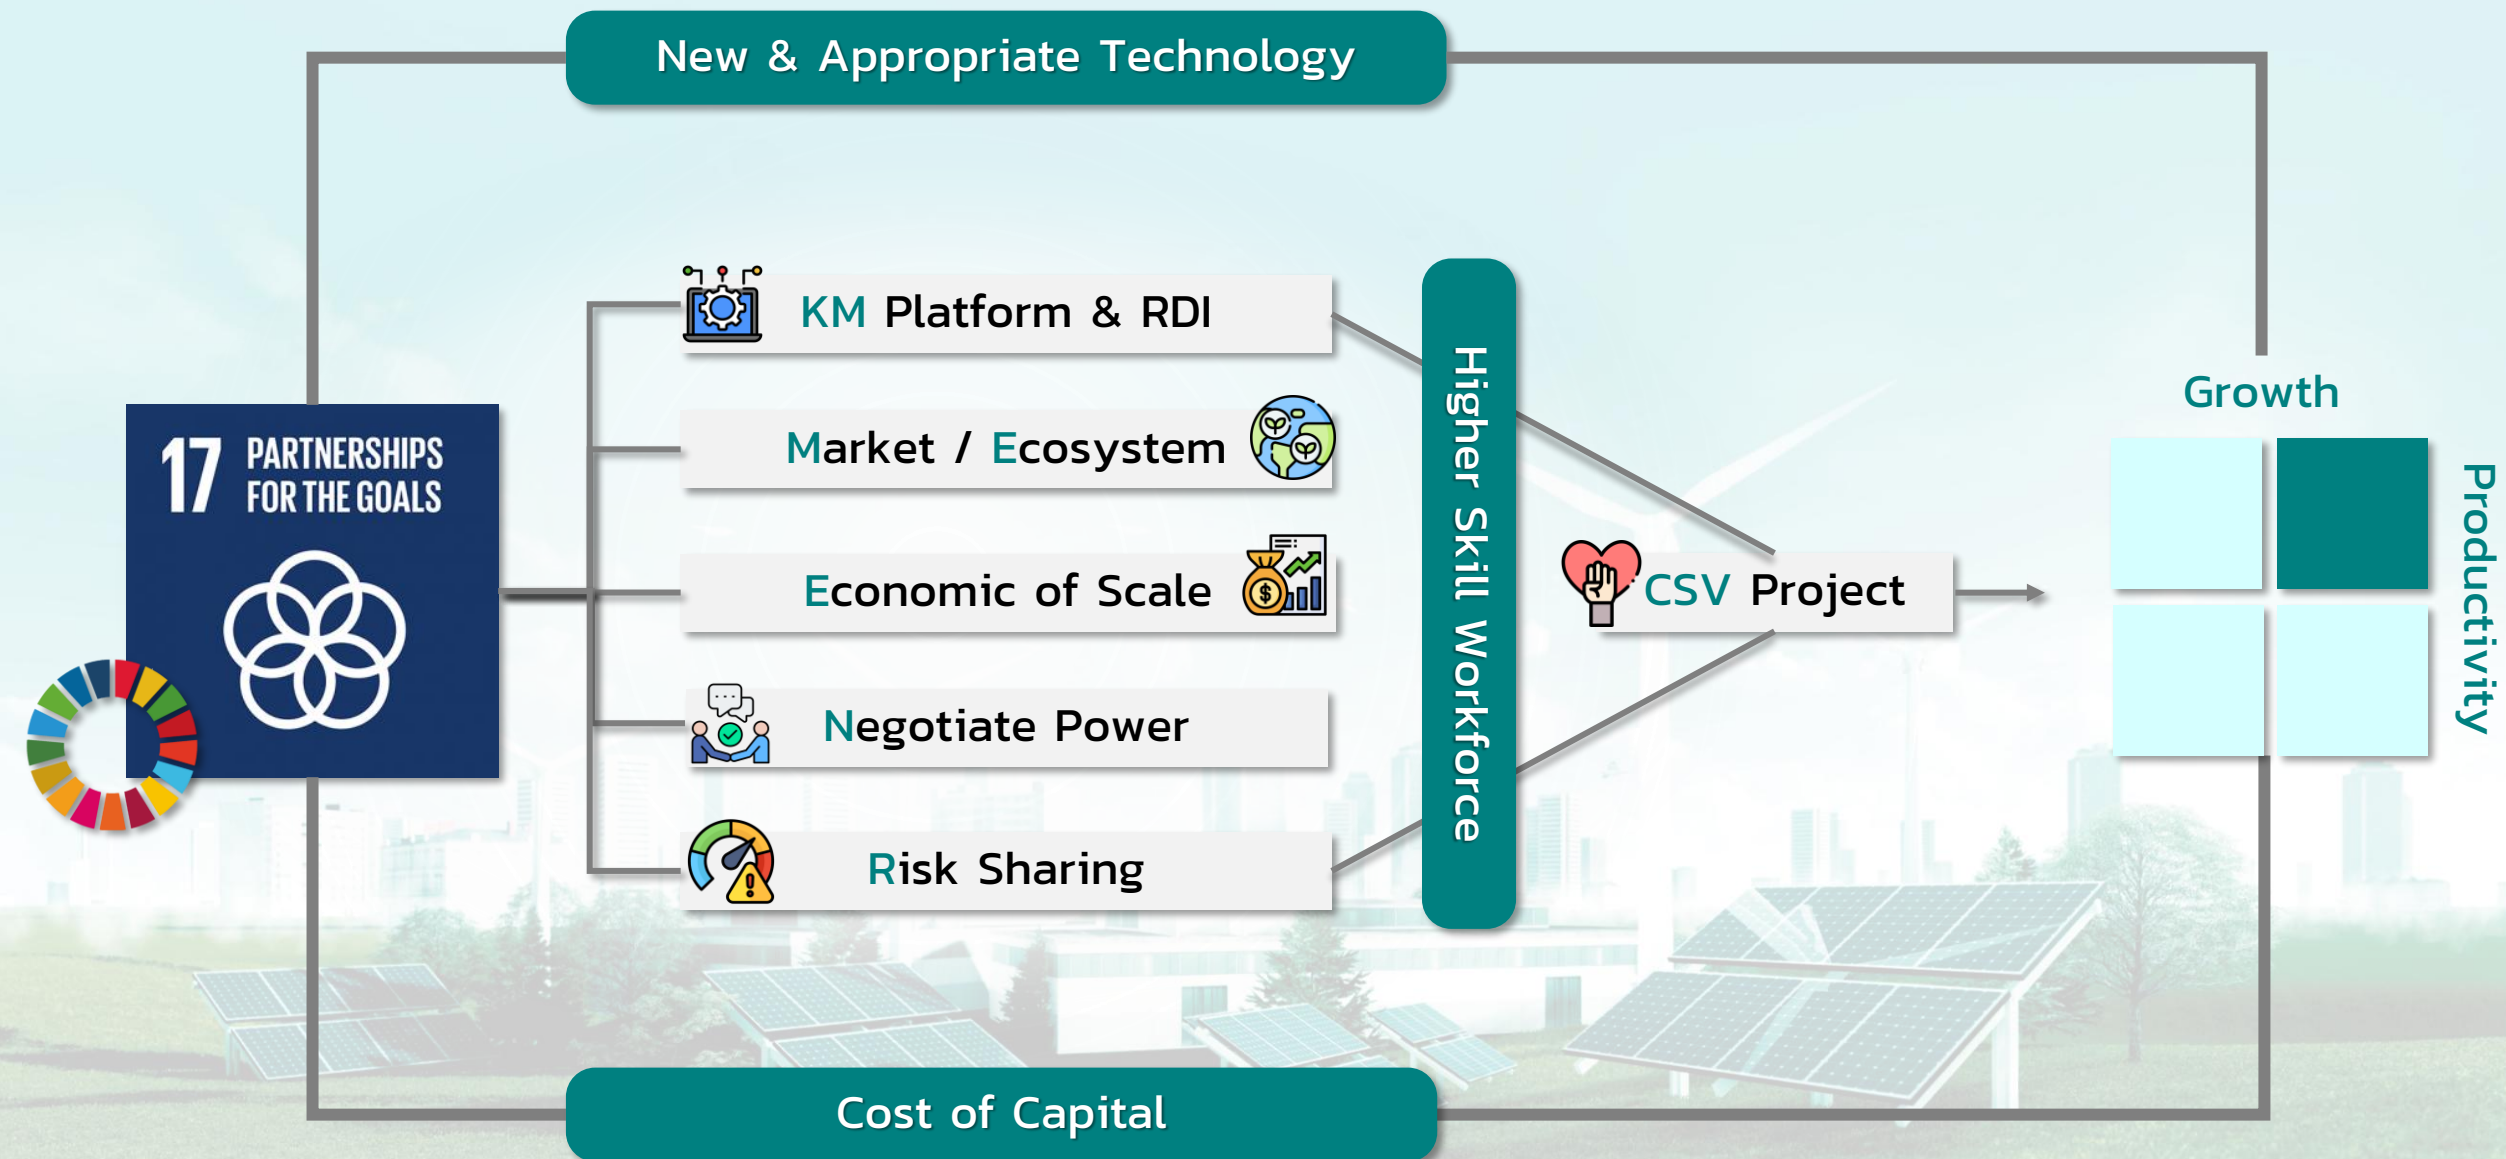 New & Appropriate Technology
17 PARTNERSHIPS
FOR THE GOALS
KM Platform & RDI
Market / Ecosystem
Economic of Scale
Negotiate Power
Risk Sharing
Higher Skill Workforce
CSV Project
Growth
Productivity
Cost of Capital